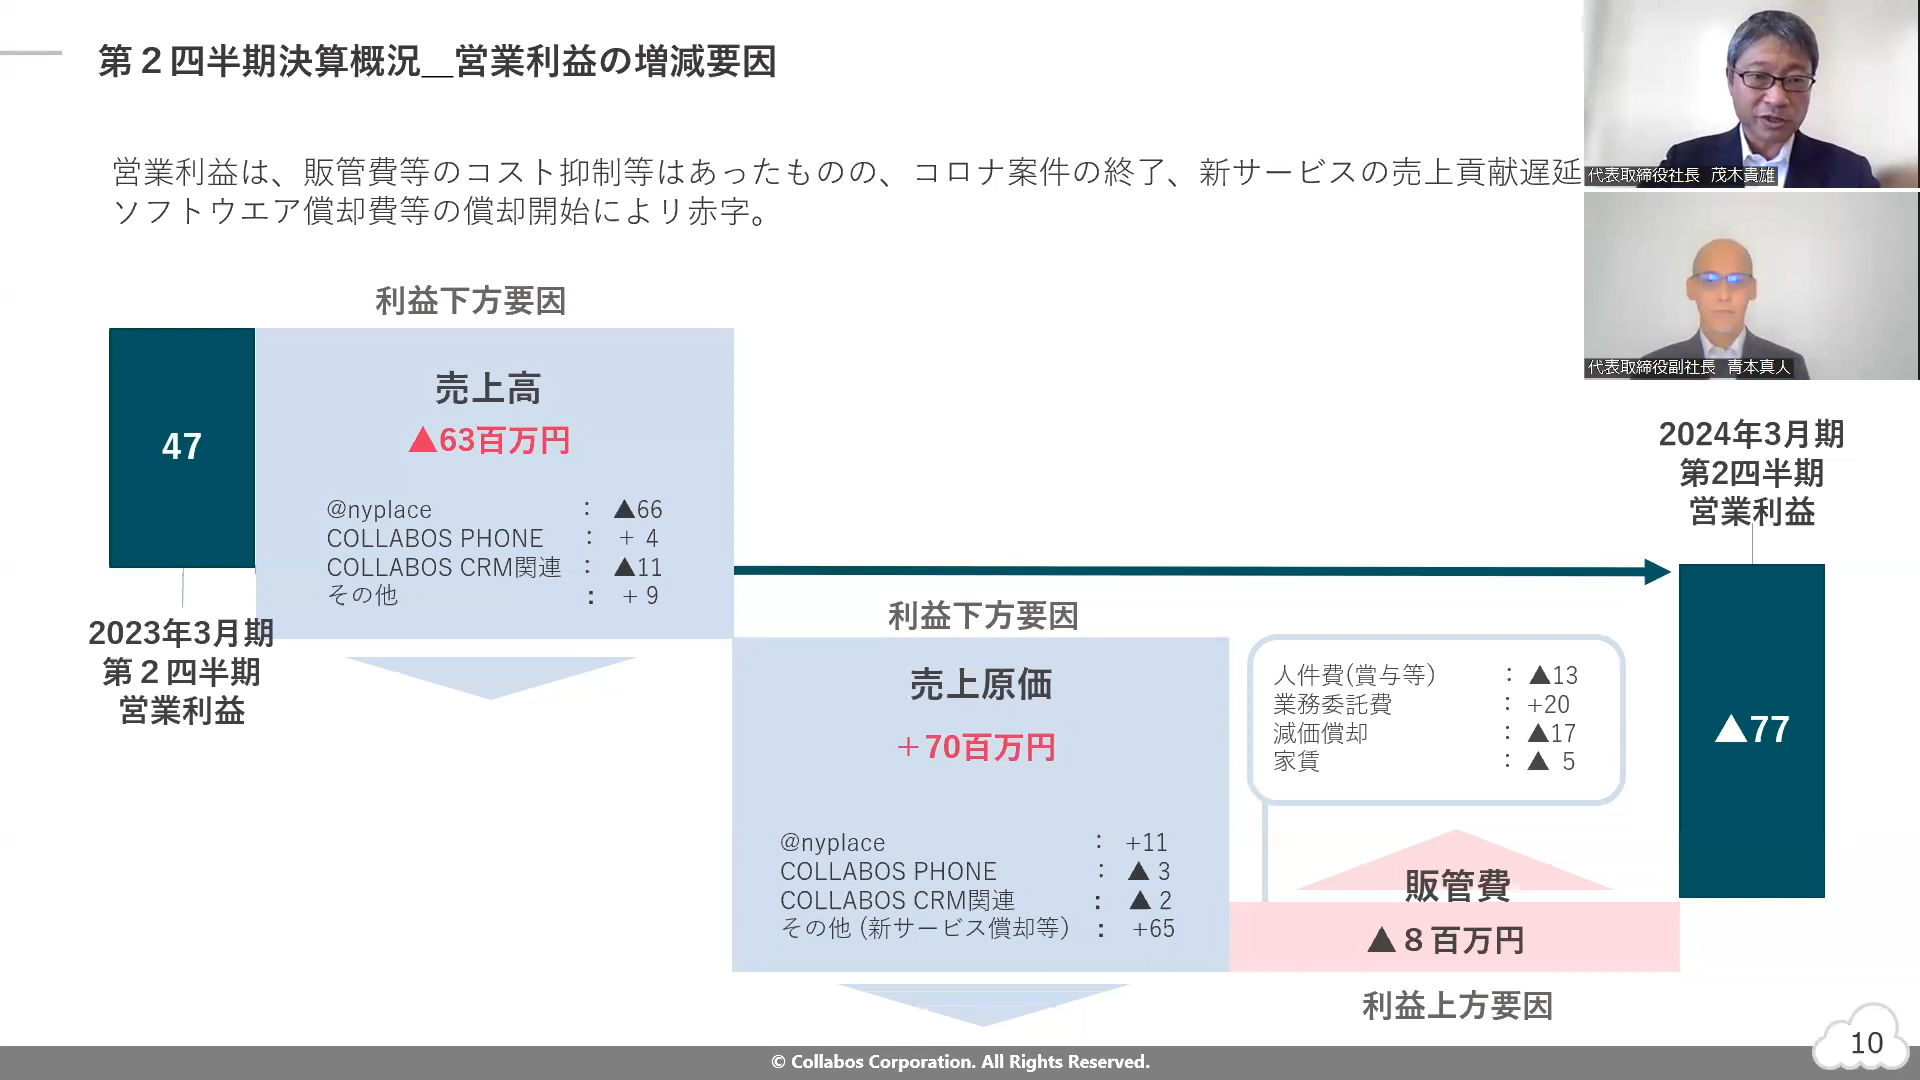 第２四半期決算概況＿営業利益の増減要因
営業利益は、販管費等のコスト抑制等はあったものの、コロナ案件の終了、新サービスの売上貢献遅延
ソフトウエア償却費等の償却開始により赤字。
代表取締役社長　茂木貴雄
代表取締役副社長　青本真人
利益下方要因
47
売上高
▲63百万円
@nyplace ： ▲66
COLLABOS PHONE ： + 4
COLLABOS CRM関連 ： ▲11
その他 ： + 9
2023年3月期
第２四半期
営業利益
利益下方要因
売上原価
＋70百万円
@nyplace ： +11
COLLABOS PHONE ： ▲ 3
COLLABOS CRM関連 ： ▲ 2
その他 (新サービス償却等) ： +65
人件費(賞与等) ： ▲13
業務委託費 ： +20
減価償却 ： ▲17
家賃 ： ▲ 5
販管費
▲８百万円
利益上方要因
2024年3月期
第2四半期
営業利益
▲77
© Collabos Corporation. All Rights Reserved.
10